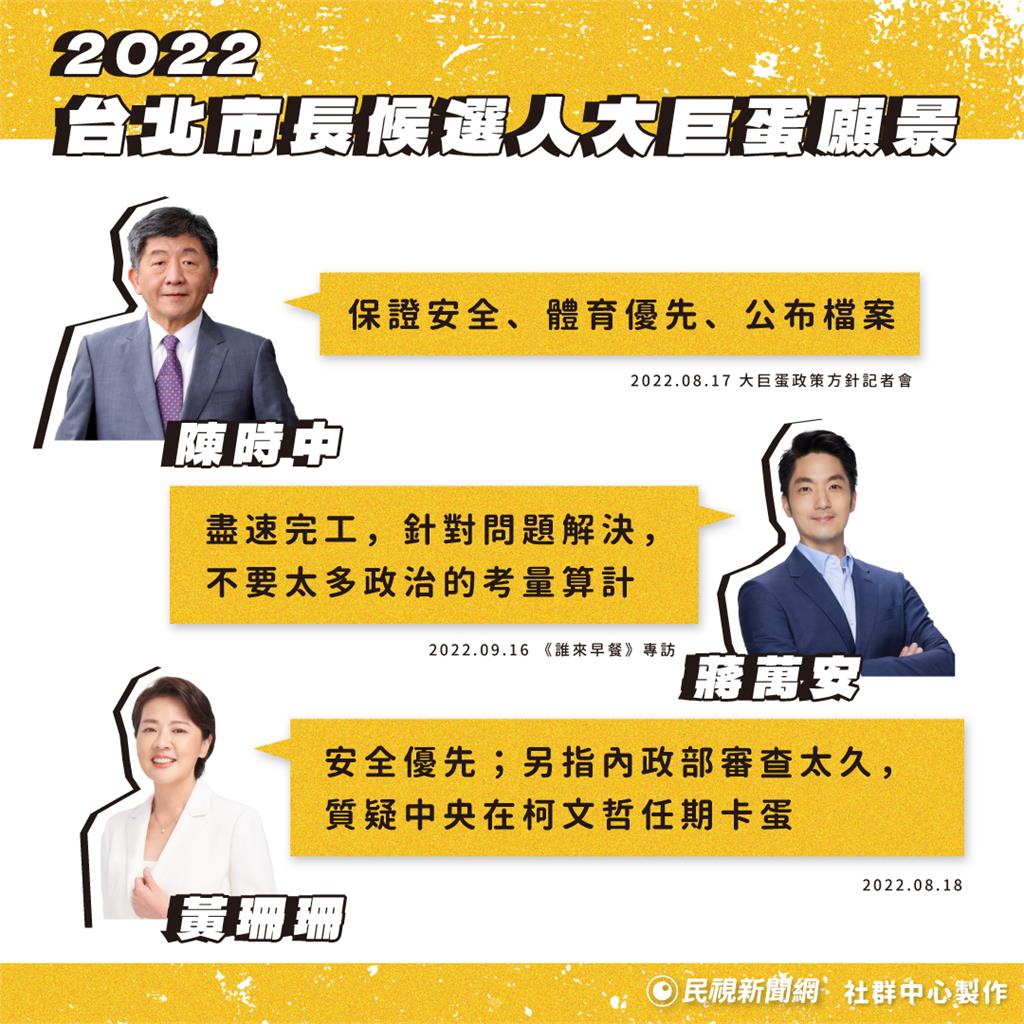 2022
台北市長候選人大巨蛋願景
保證安全、體育優先、公布檔案
2022.08.17 大巨蛋政策方針記者會
陳時中
盡速完工，針對問題解決，
不要太多政治的考量算計
2022.09.16 《誰來早餐》專訪
蔣萬安
安全優先；另指內政部審查太久，
質疑中央在柯文哲任期卡蛋
2022.08.18
黃珊珊
民視新聞網 社群中心製作